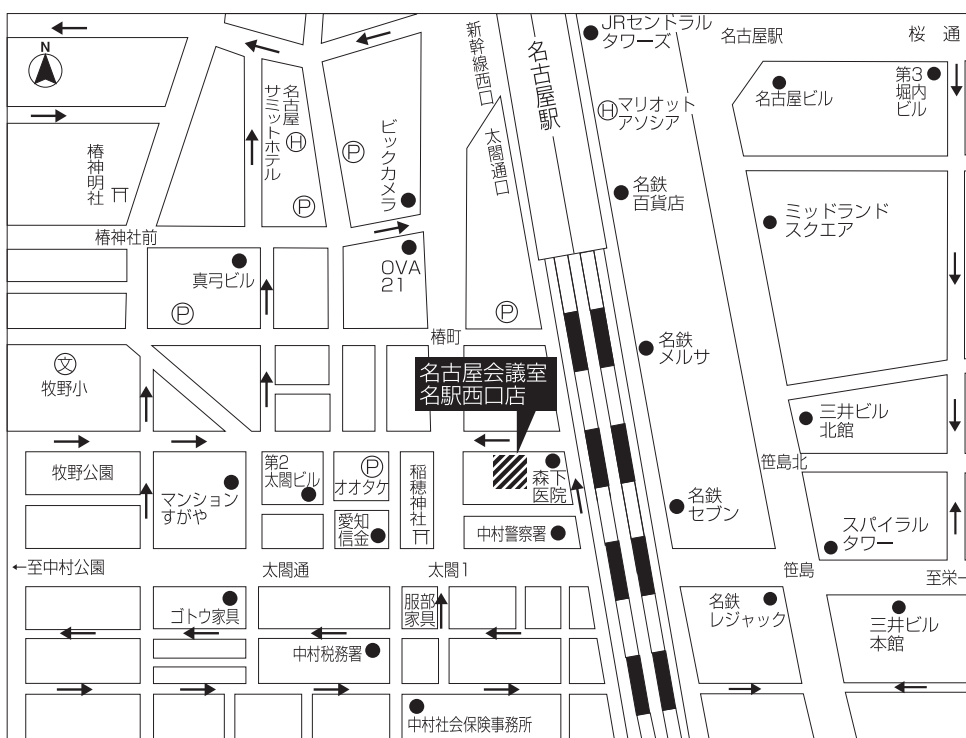 N
新幹線西口
名古屋駅
JRセントラル
タワーズ
名古屋駅
桜 通
名古屋
サミットホテル
H
P
P
ビックカメラ
太閤通口
H
マリオット
アソシア
名古屋ビル
第3
堀内
ビル
椿神明社
椿神社前
名鉄
百貨店
ミッドランド
スクエア
真弓ビル
P
OVA
21
P
椿町
名鉄
メルサ
文
牧野小
名古屋会議室
名駅西口店
三井ビル
北館
笹島北
牧野公園
マンション
すがや
第2
太閤ビル
P
オオタケ
愛知
信金
稲穂神社
森下
医院
中村警察署
名鉄
セブン
スパイラル
タワー
←至中村公園
太閤通
太閤1
笹島
至栄→
ゴトウ家具
服部
家具
名鉄
レジャック
三井ビル
本館
中村税務署
中村社会保険事務所